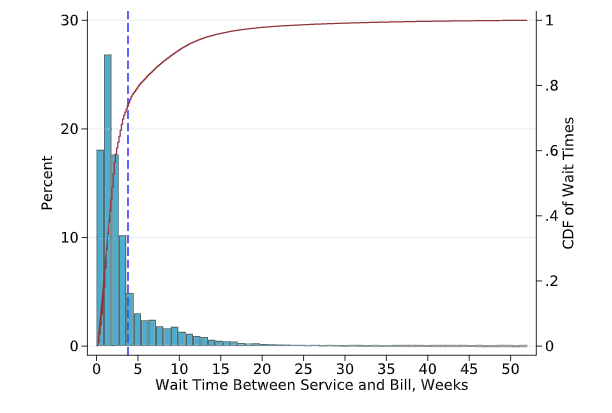 30
20
10
0
Percent
1
.8
.6
.4
.2
0
CDF of Wait Times
0 5 10 15 20 25 30 35 40 45 50
Wait Time Between Service and Bill, Weeks